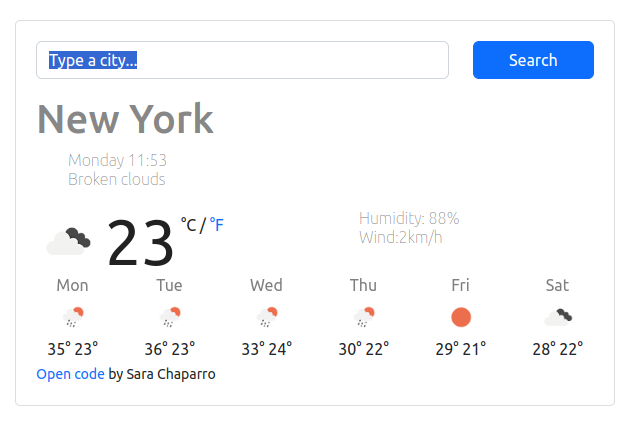 Type a city...
Search
New York
Monday 11:53
Broken clouds
23 °C / °F
Humidity: 88%
Wind:2km/h
Mon Tue Wed Thu Fri Sat
35° 23° 36° 23° 33° 24° 30° 22° 29° 21° 28° 22°
Open code by Sara Chaparro